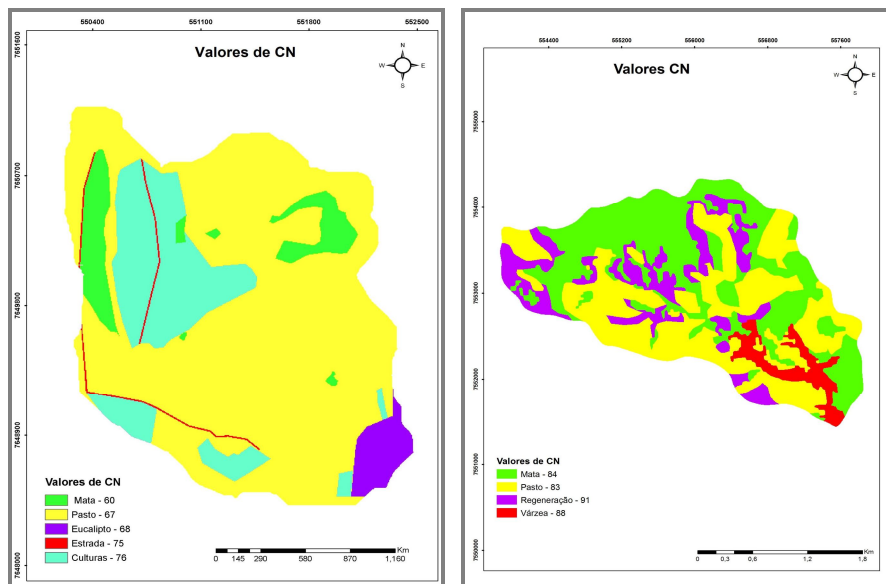 550400 551100 551800 552500
Valores de CN
N
W E
S
7651600
7650700
7649800
7648900
7648000
Valores de CN
Mata - 60
Pasto - 67
Eucalipto - 68
Estrada - 75
Culturas - 76
Km
0 145 290 580 870 1,160
554400 555200 556000 556800 557600
Valores CN
N
W E
S
7555000
7554000
7553000
7552000
7551000
7550000
Valores de CN
Mata - 84
Pasto - 83
Regeneração - 91
Várzea - 88
Km
0 0,3 0,6 1,2 1,8